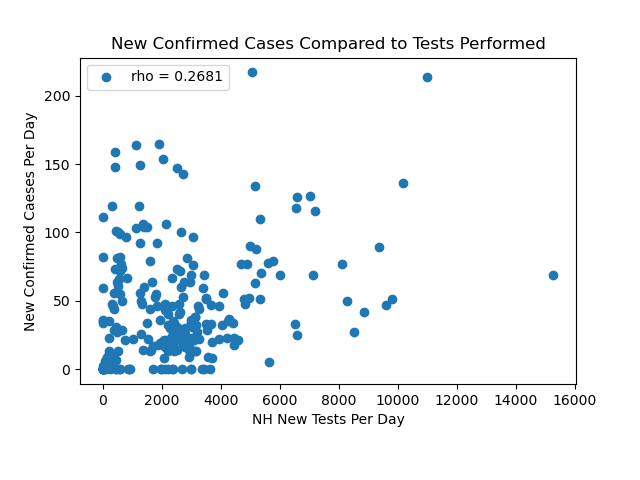 New Confirmed Cases Compared to Tests Performed
rho = 0.2681
New Confirmed Caeses Per Day
200
150
100
50
0
0 2000 4000 6000 8000 10000 12000 14000 16000
NH New Tests Per Day